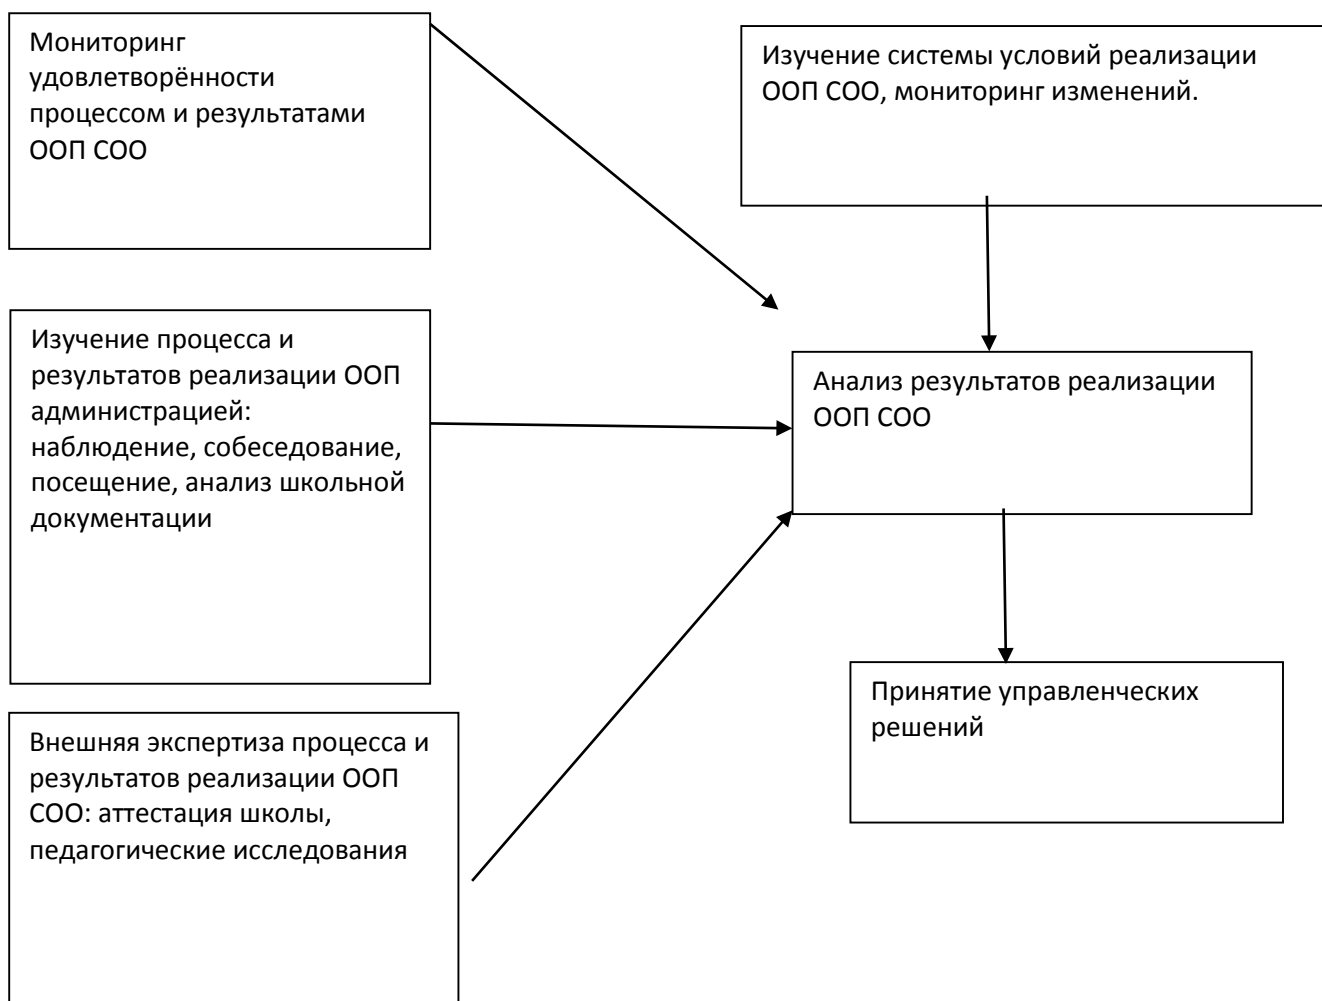 Мониторинг
удовлетворённости
процессом и результатами
ООП СОО
Изучение системы условий реализации
ООП СОО, мониторинг изменений.
Изучение процесса и
результатов реализации ООП
администрацией:
наблюдение, собеседование,
посещение, анализ школьной
документации
Анализ результатов реализации
ООП СОО
Внешняя экспертиза процесса и
результатов реализации ООП
СОО: аттестация школы,
педагогические исследования
Принятие управленческих
решений